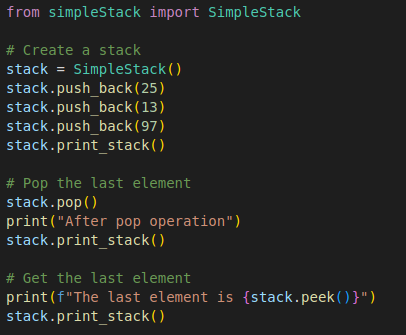 from simpleStack import SimpleStack
# Create a stack
stack = SimpleStack()
stack.push_back(25)
stack.push_back(13)
stack.push_back(97)
stack.print_stack()
# Pop the last element
stack.pop()
print("After pop operation")
stack.print_stack()
# Get the last element
print(f"The last element is {stack.peek()}")
stack.print_stack()